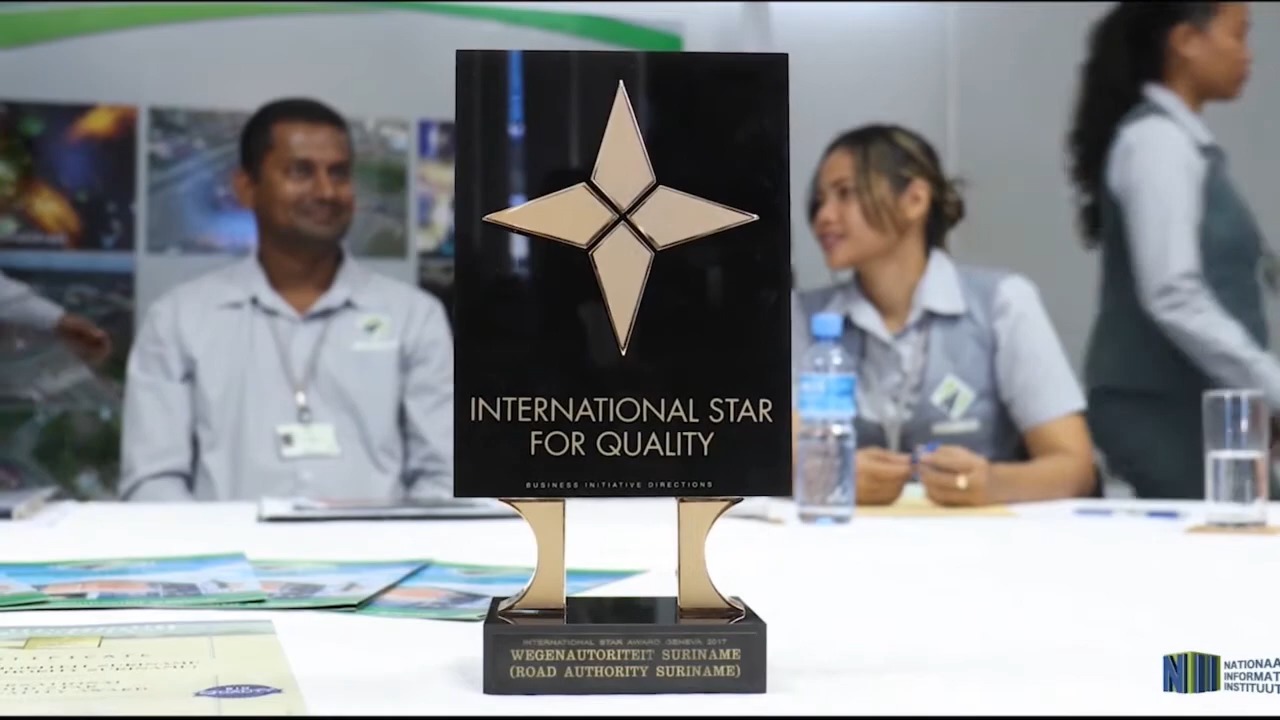 INTERNATIONAL STAR
FOR QUALITY
BUSINESS INITIATIVE DIRECTIONS
INTERNATIONAL STAR AWARD GENEVA 2017
WEGENAUTORITEIT SURINAME
(ROAD AUTHORITY SURINAME)
NATIONAA
INFORMAT
INSTITUUT